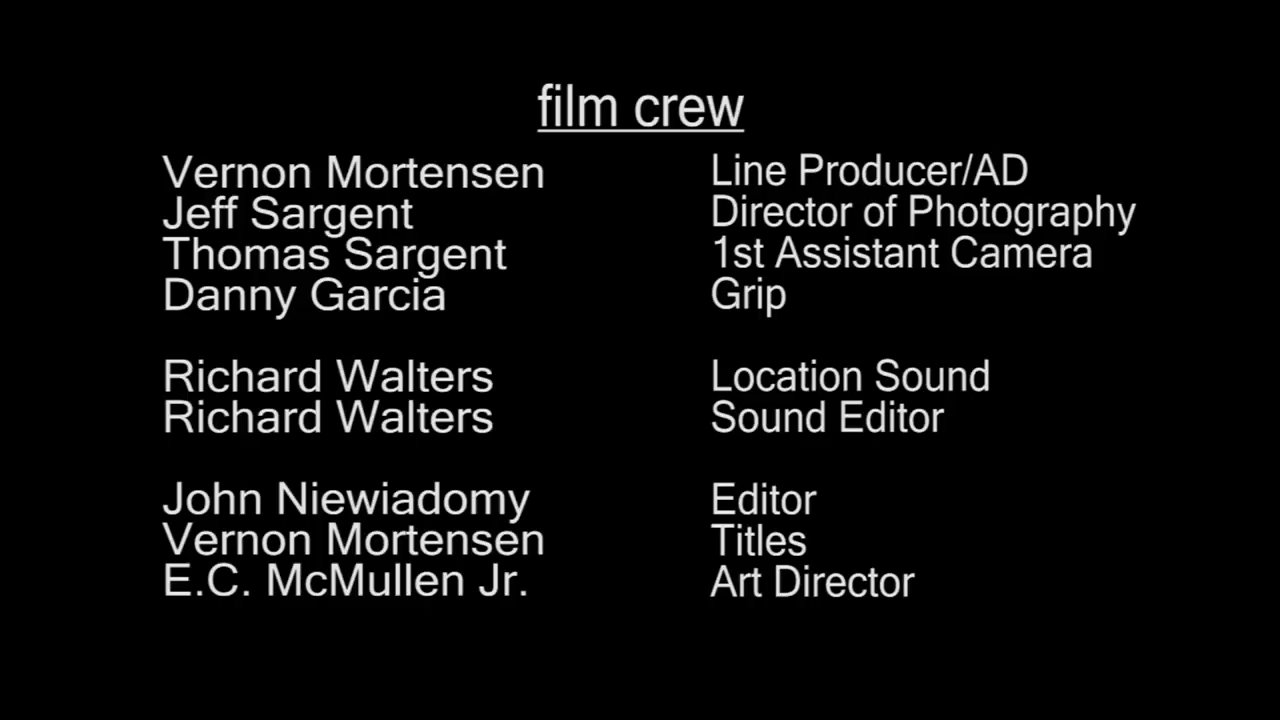 film crew
Vernon Mortensen Line Producer/AD
Jeff Sargent Director of Photography
Thomas Sargent 1st Assistant Camera
Danny Garcia Grip
Richard Walters Location Sound
Richard Walters Sound Editor
John Niewiadomy Editor
Vernon Mortensen Titles
E.C. McMullen Jr. Art Director